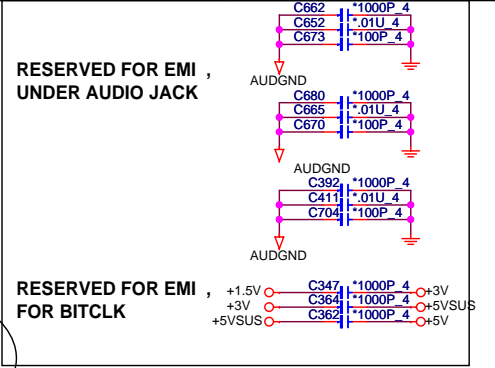 C662 *1000P_4
C652 *.01U_4
C673 *100P_4
RESERVED FOR EMI ,
UNDER AUDIO JACK
AUDGND
C680 *1000P_4
C665 *.01U_4
C670 *100P_4
AUDGND
C392 *1000P_4
C411 *.01U_4
C704 *100P_4
AUDGND
RESERVED FOR EMI ,
FOR BITCLK
+1.5V C347 *1000P_4 +3V
+3V C364 *1000P_4 +5VSUS
+5VSUS C362 *1000P_4 +5V